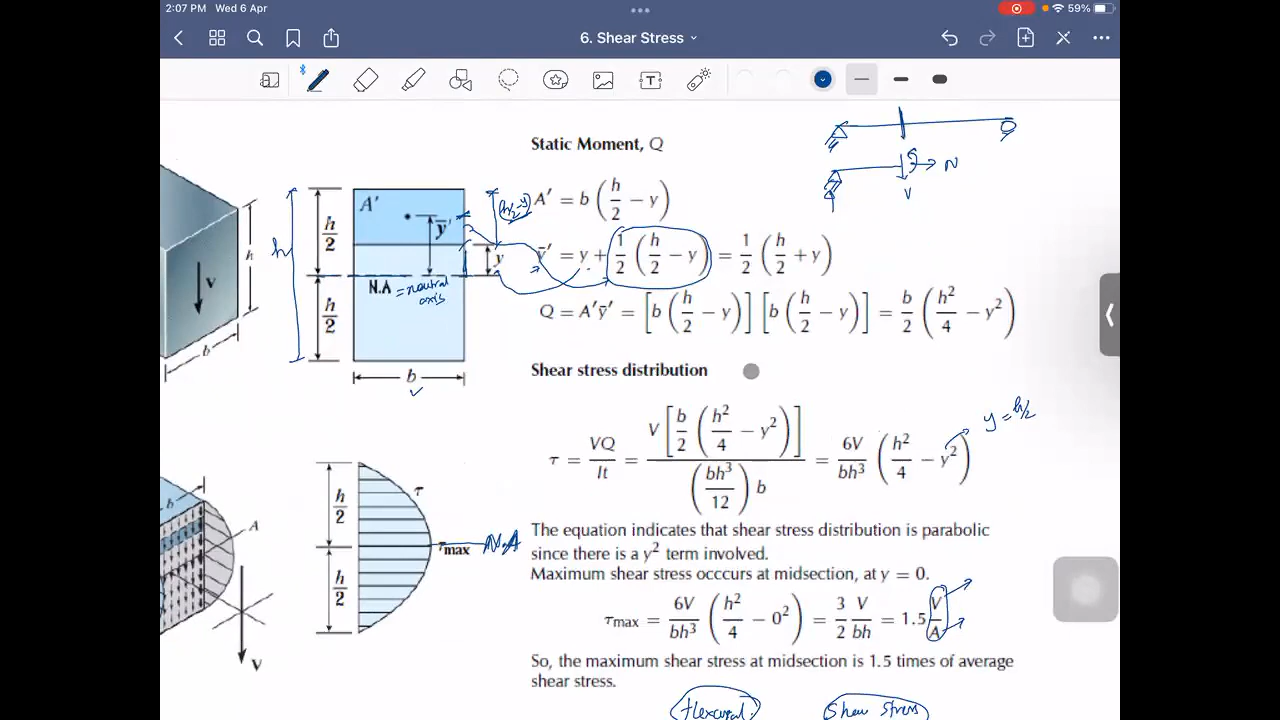 2:07 PM Wed 6 Apr
59%
6. Shear Stress
Static Moment, Q
A′ = b (h/2 − y)
ȳ′ = y + 1/2 (h/2 − y) = 1/2 (h/2 + y)
Q = A′ȳ′ = [b (h/2 − y)] [b (h/2 − y)] = b/2 (h²/4 − y²)
N
V
h
b
V
h
h/2
h/2
A′
ȳ′
(h/2 − y)
y
N.A = neutral
axis
b
Shear stress distribution
τ = VQ/It = V [b/2 (h²/4 − y²)] / (bh³/12) b = 6V/bh³ (h²/4 − y²)
y = h/2
The equation indicates that shear stress distribution is parabolic
since there is a y² term involved.
Maximum shear stress occcurs at midsection, at y = 0.
τmax = 6V/bh³ (h²/4 − 0²) = 3/2 V/bh = 1.5 V/A
So, the maximum shear stress at midsection is 1.5 times of average
shear stress.
b
A
V
h/2
h/2
τ
τmax
N.A
flexural
Shear stress